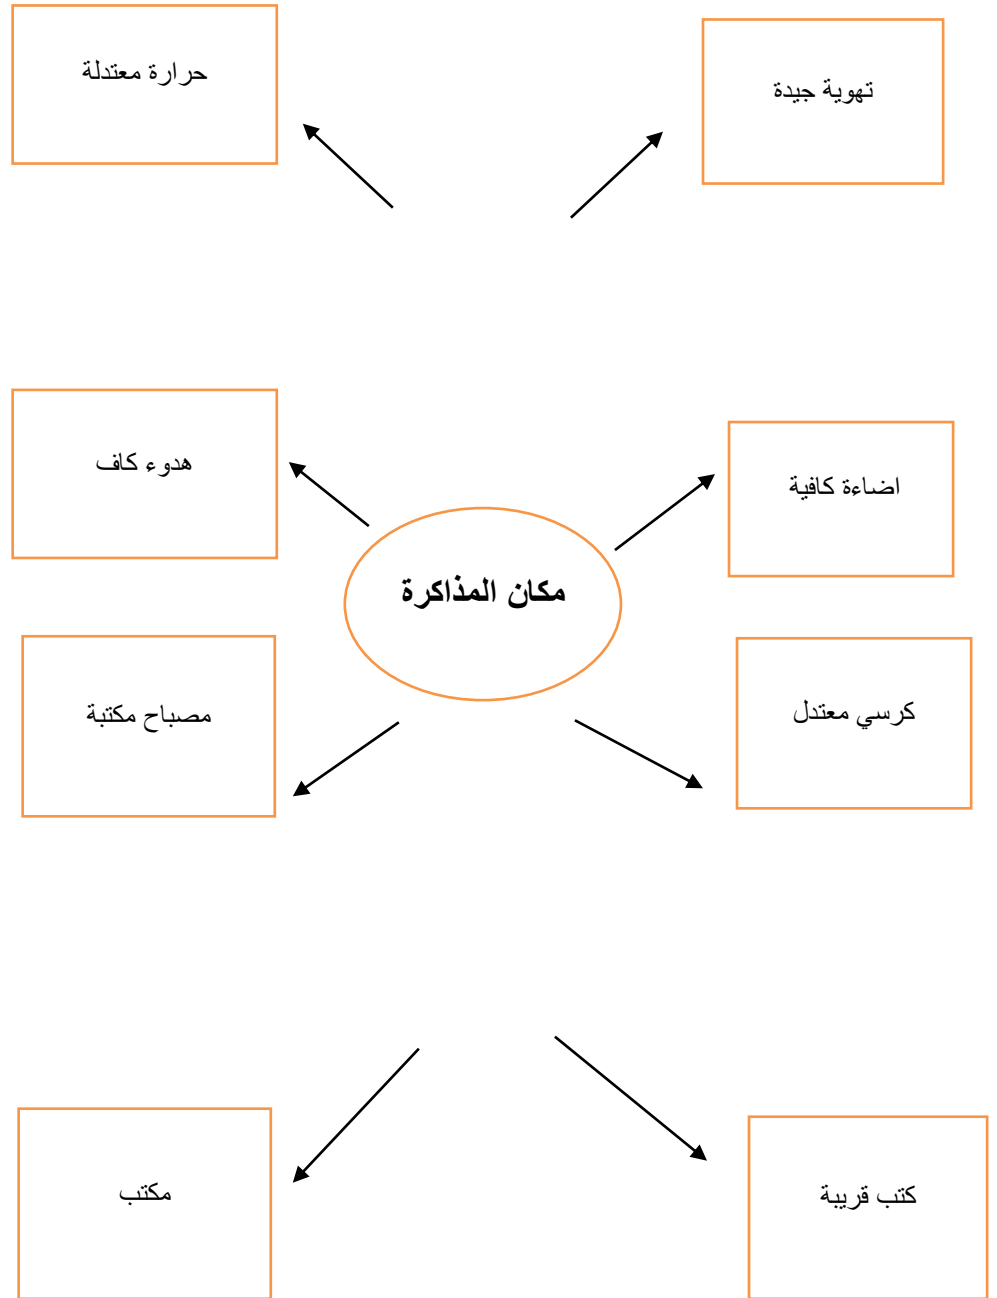 تهوية جيدة
حرارة معتدلة
اضاءة كافية
هدوء كاف
مكان المذاكرة
كرسي معتدل
مصباح مكتبة
كتب قريبة
مكتب